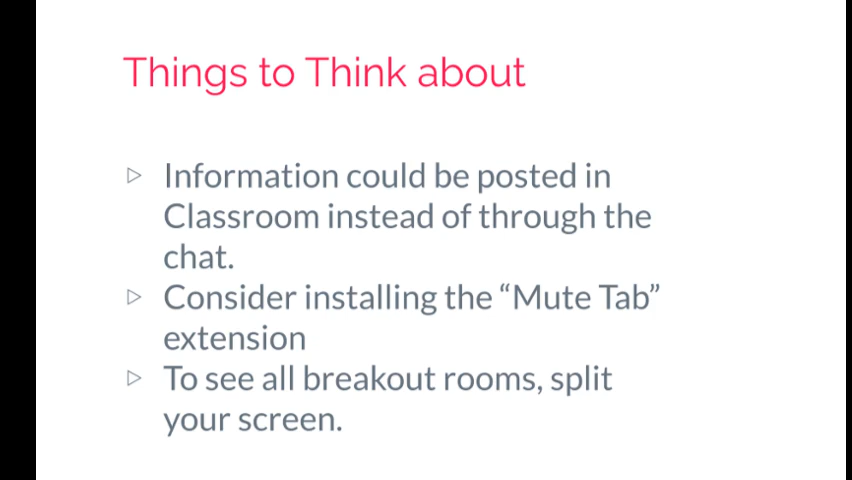 Things to Think about
Information could be posted in
Classroom instead of through the
chat.
Consider installing the “Mute Tab”
extension
To see all breakout rooms, split
your screen.